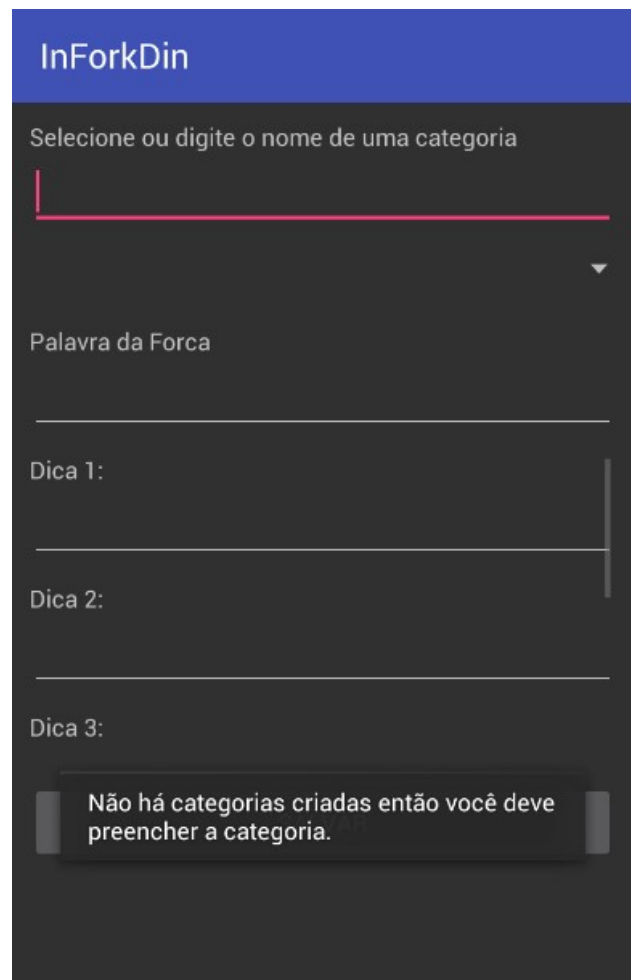 InForkDin
Selecione ou digite o nome de uma categoria
Palavra da Forca
Dica 1:
Dica 2:
Dica 3:
Não há categorias criadas então você deve
preencher a categoria.